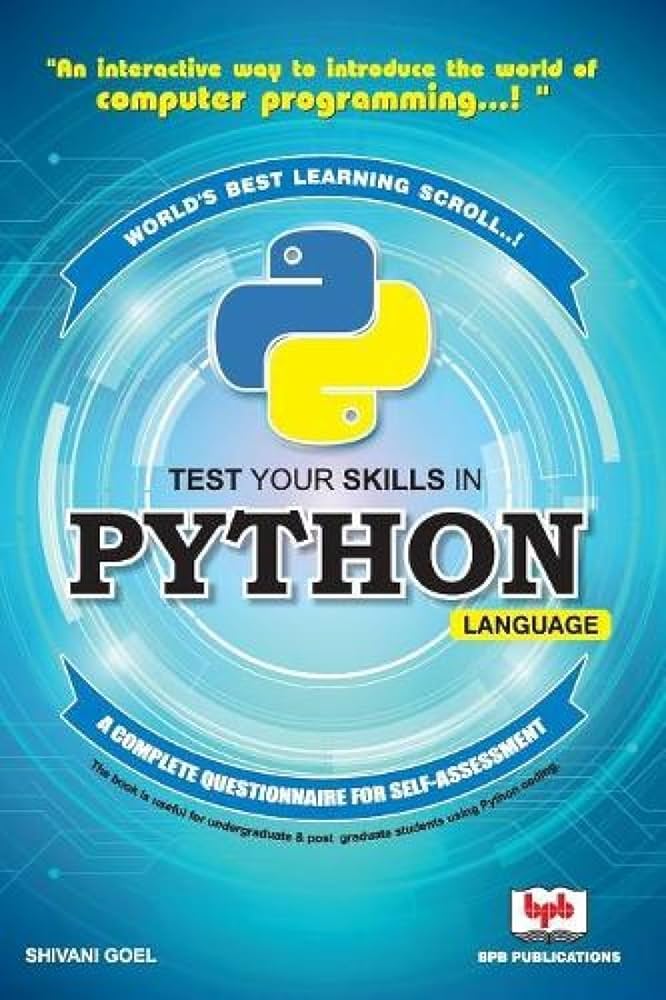 "An interactive way to introduce the world of
computer programming...! "
WORLD'S BEST LEARNING SCROLL..!
TEST YOUR SKILLS IN
PYTHON
LANGUAGE
A COMPLETE QUESTIONNAIRE FOR SELF-ASSESSMENT
The book is useful for undergraduate & post graduate students using Python coding.
SHIVANI GOEL
bpb
BPB PUBLICATIONS